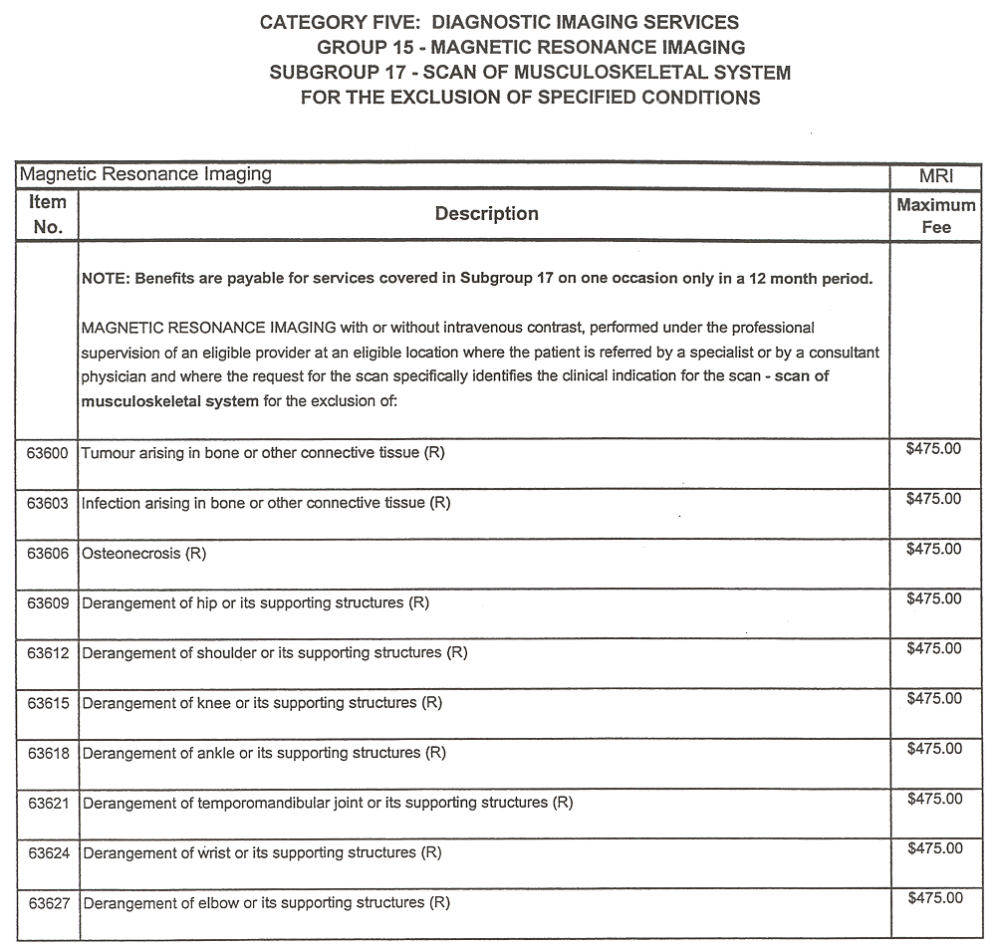 CATEGORY FIVE: DIAGNOSTIC IMAGING SERVICES
GROUP 15 - MAGNETIC RESONANCE IMAGING
SUBGROUP 17 - SCAN OF MUSCULOSKELETAL SYSTEM
FOR THE EXCLUSION OF SPECIFIED CONDITIONS
Magnetic Resonance Imaging MRI
Item No. Description Maximum Fee
NOTE: Benefits are payable for services covered in Subgroup 17 on one occasion only in a 12 month period.
MAGNETIC RESONANCE IMAGING with or without intravenous contrast, performed under the professional
supervision of an eligible provider at an eligible location where the patient is referred by a specialist or by a consultant
physician and where the request for the scan specifically identifies the clinical indication for the scan - scan of
musculoskeletal system for the exclusion of:
63600 Tumour arising in bone or other connective tissue (R) $475.00
63603 Infection arising in bone or other connective tissue (R) $475.00
63606 Osteonecrosis (R) $475.00
63609 Derangement of hip or its supporting structures (R) $475.00
63612 Derangement of shoulder or its supporting structures (R) $475.00
63615 Derangement of knee or its supporting structures (R) $475.00
63618 Derangement of ankle or its supporting structures (R) $475.00
63621 Derangement of temporomandibular joint or its supporting structures (R) $475.00
63624 Derangement of wrist or its supporting structures (R) $475.00
63627 Derangement of elbow or its supporting structures (R) $475.00